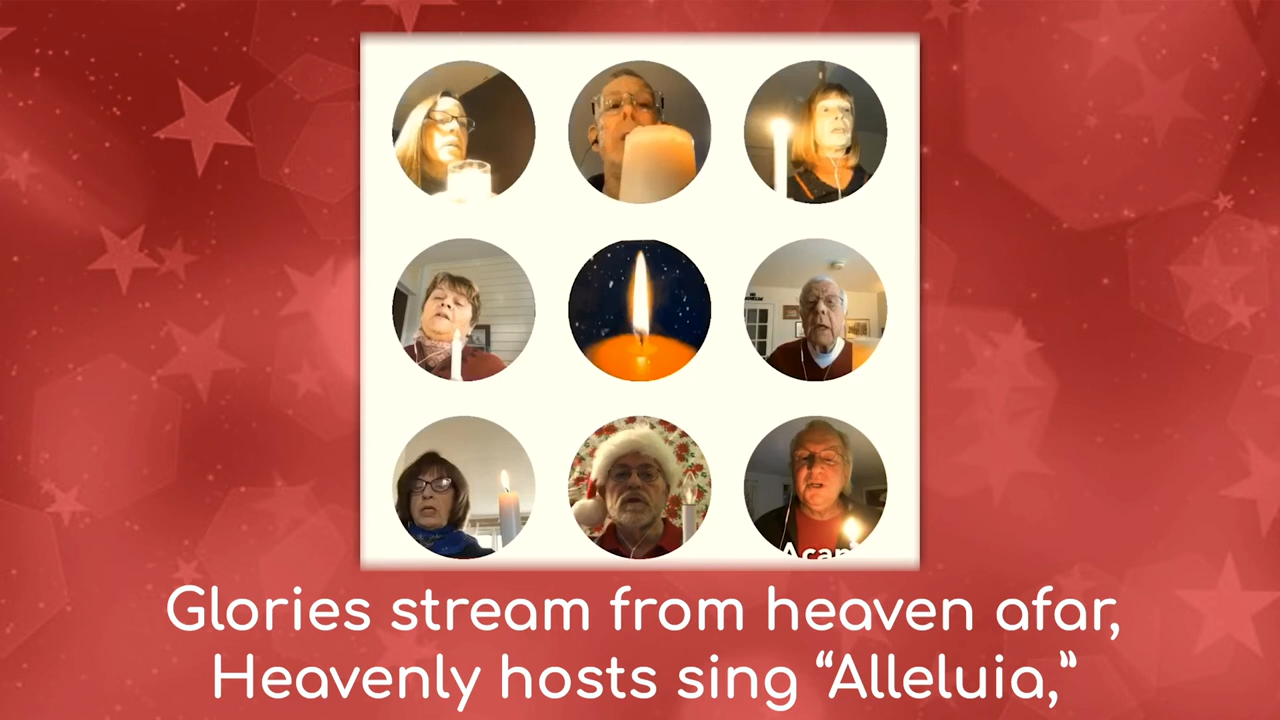 Glories stream from heaven afar,
Heavenly hosts sing “Alleluia,”